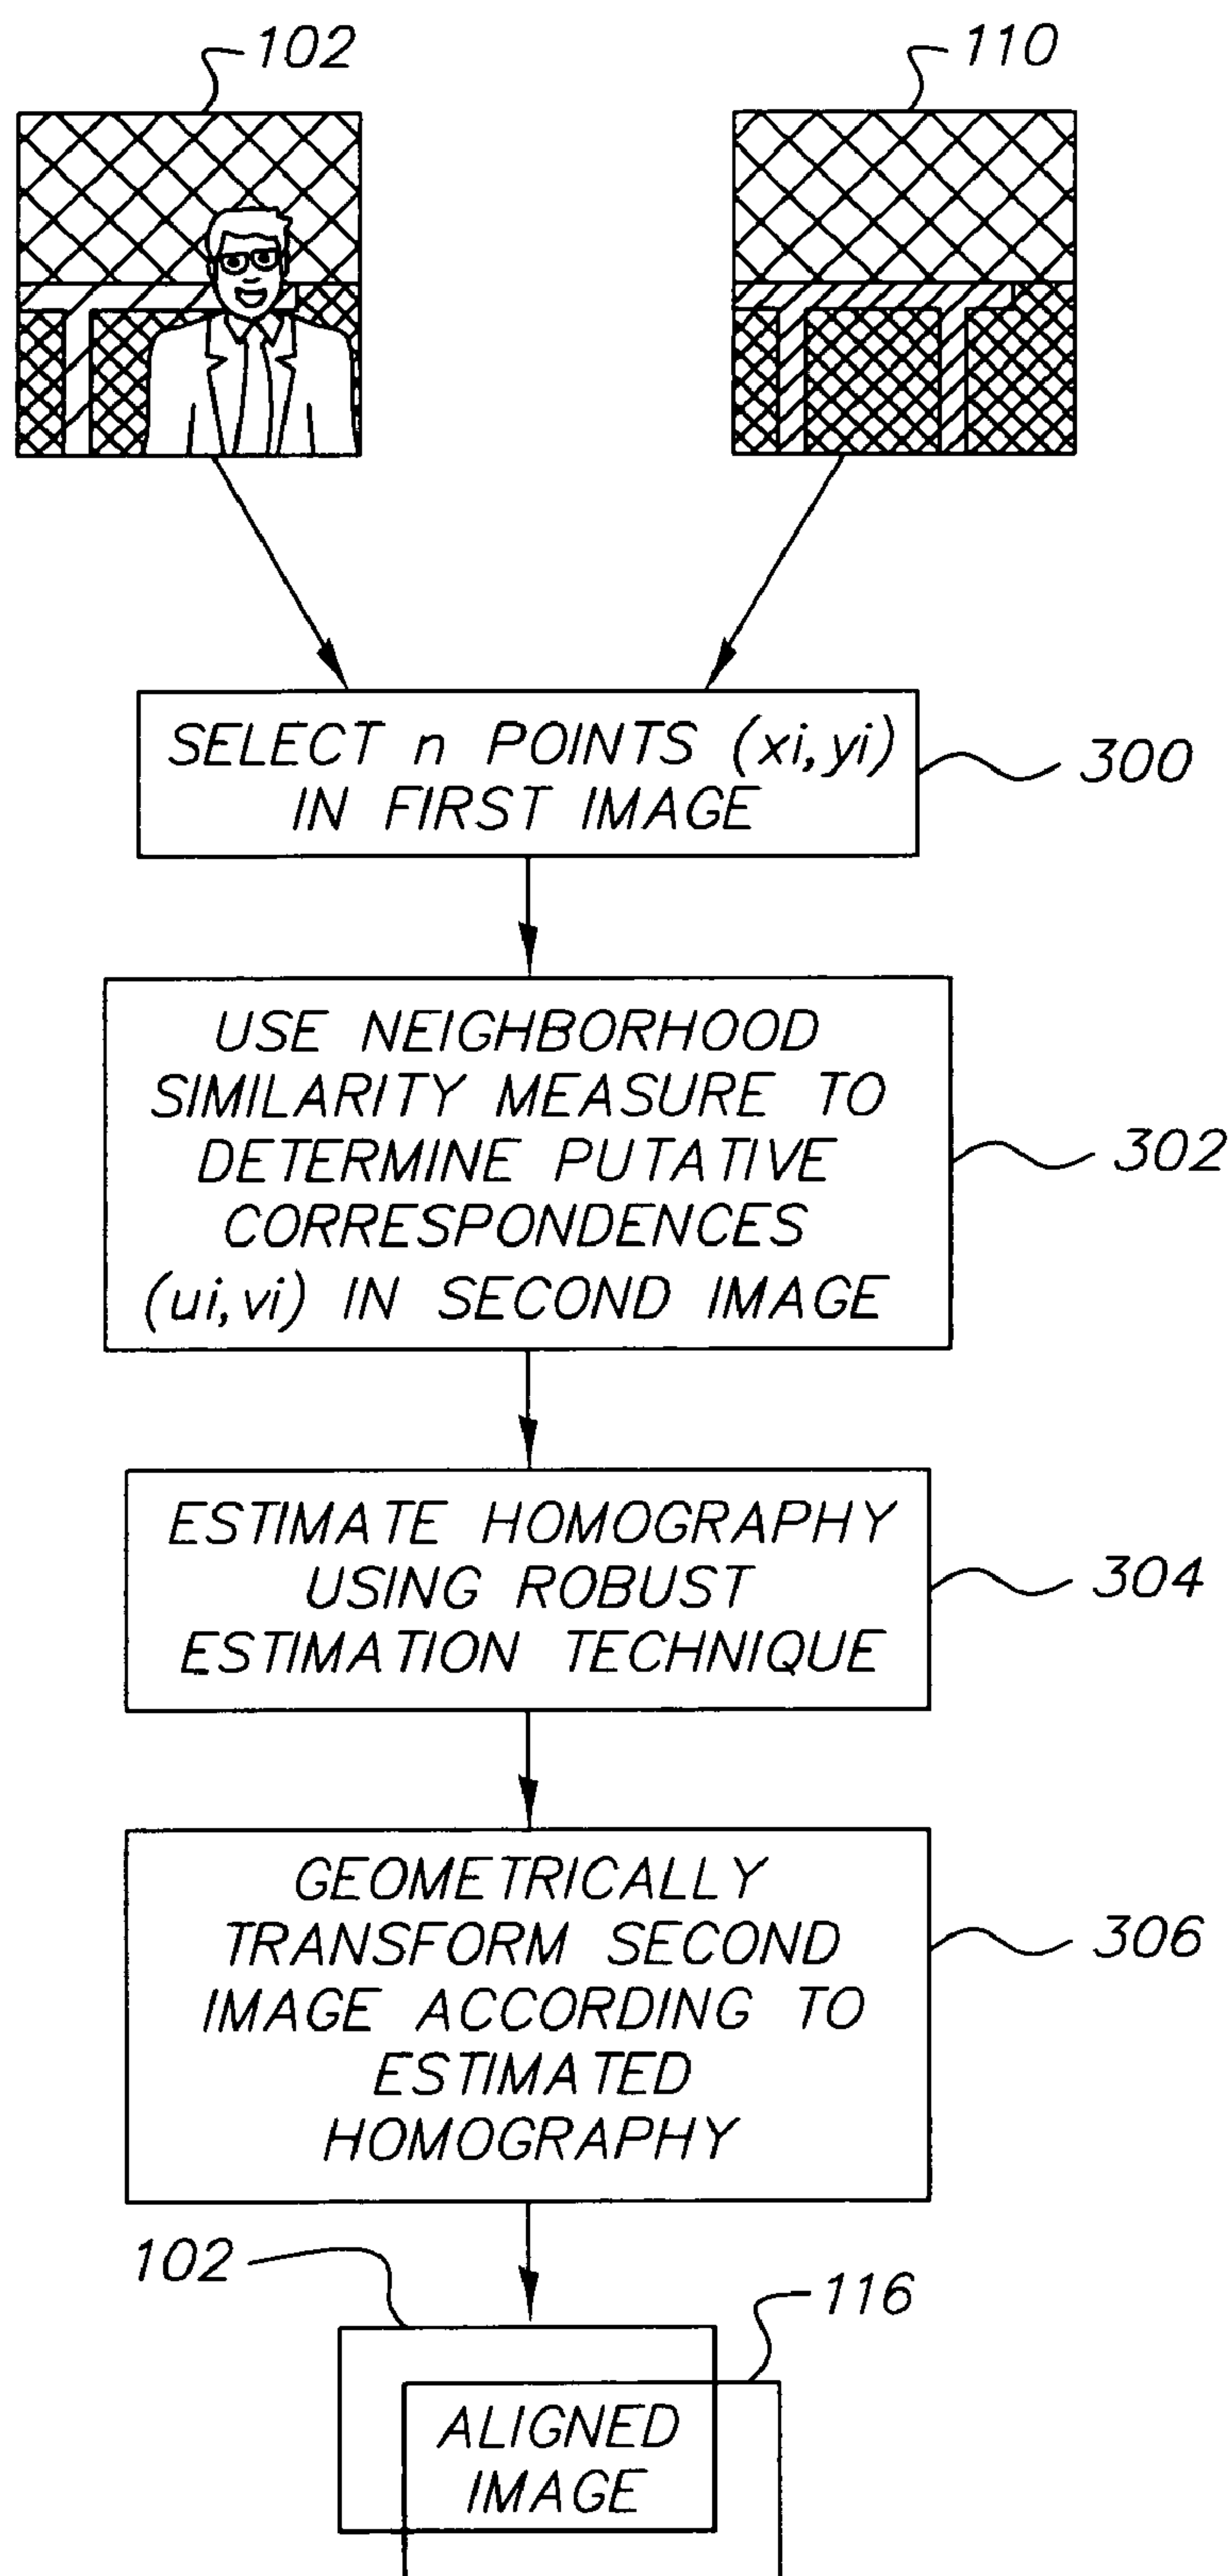 102
110
SELECT n POINTS (xi,yi)
IN FIRST IMAGE
300
USE NEIGHBORHOOD
SIMILARITY MEASURE TO
DETERMINE PUTATIVE
CORRESPONDENCES
(ui,vi) IN SECOND IMAGE
302
ESTIMATE HOMOGRAPHY
USING ROBUST
ESTIMATION TECHNIQUE
304
GEOMETRICALLY
TRANSFORM SECOND
IMAGE ACCORDING TO
ESTIMATED
HOMOGRAPHY
306
102
116
ALIGNED
IMAGE